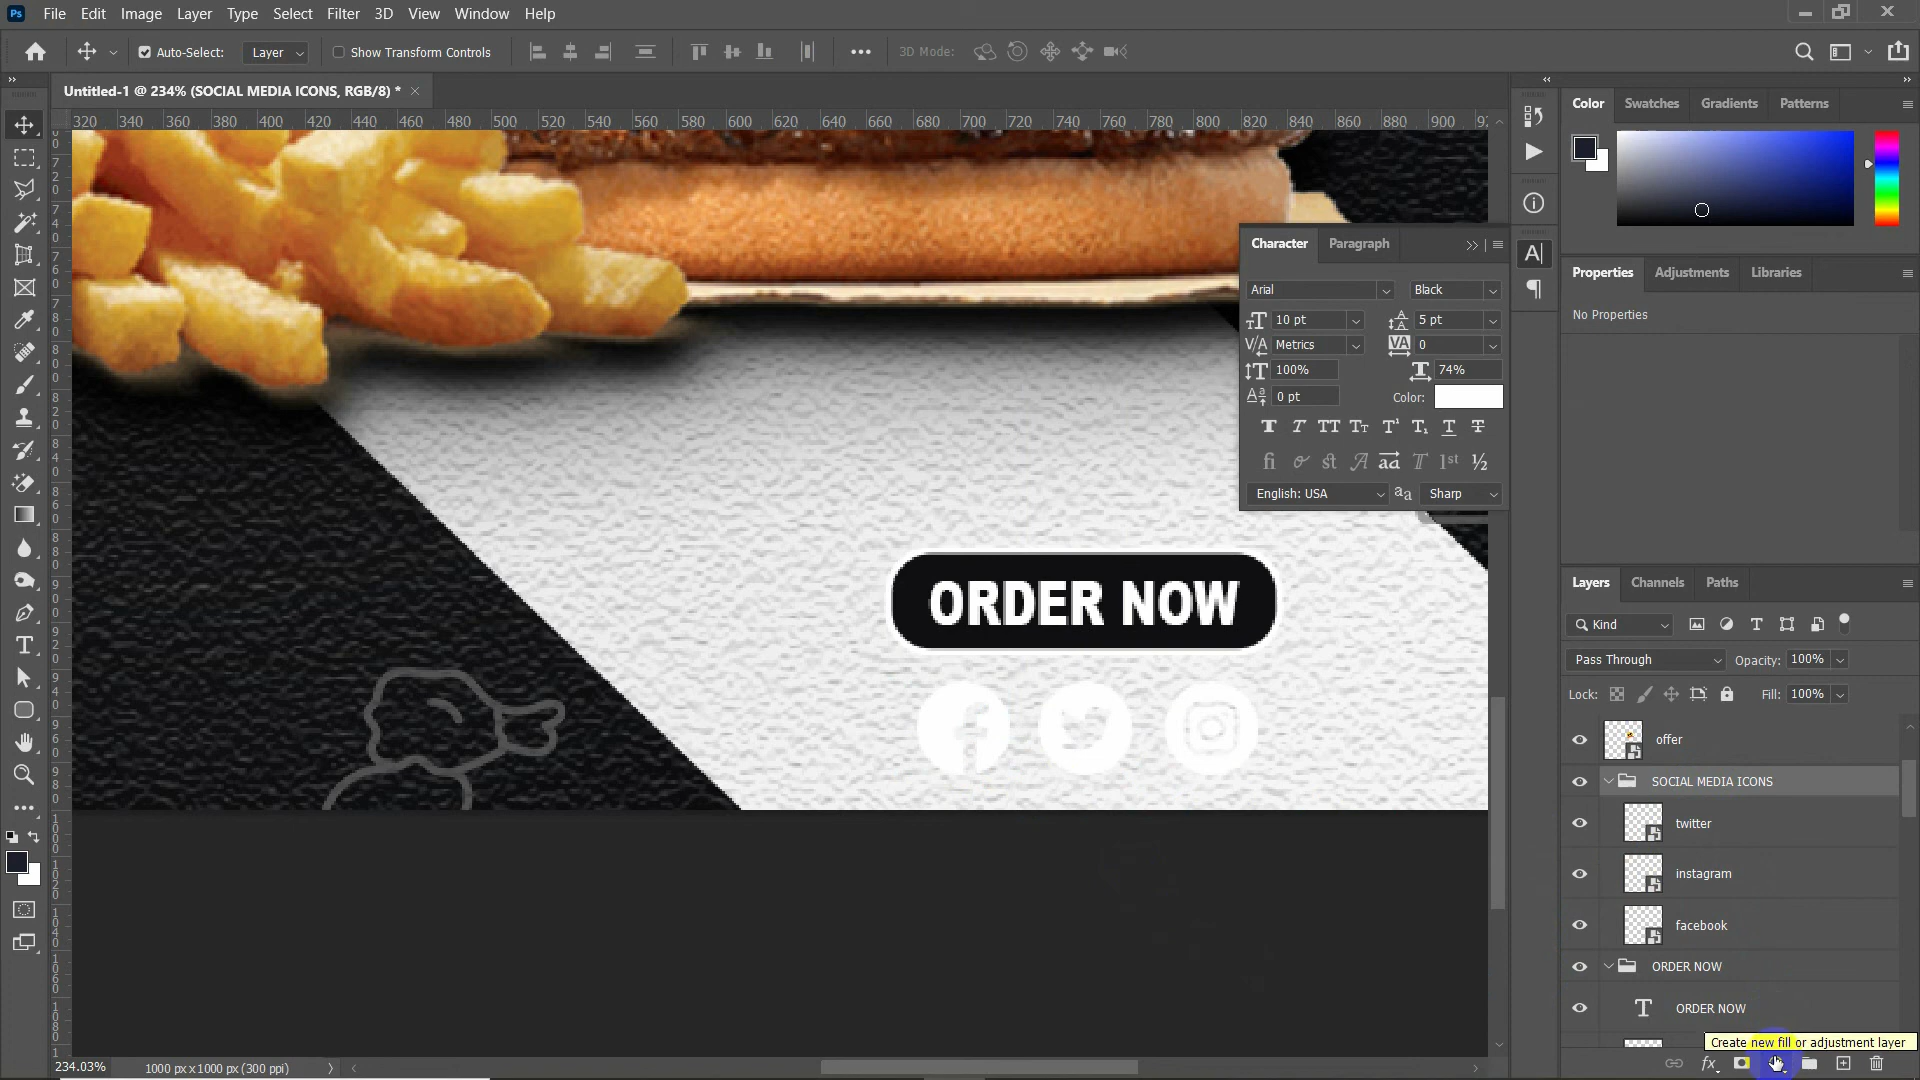 Ps File Edit Image Layer Type Select Filter 3D View Window Help
Auto-Select: Layer Show Transform Controls 3D Mode:
Untitled-1 @ 234% (SOCIAL MEDIA ICONS, RGB/8) *
320 340 360 380 400 420 440 460 480 500 520 540 560 580 600 620 640 660 680 700 720 740 760 780 800 820 840 860 880 900
Color Swatches Gradients Patterns
Character Paragraph
Arial Black
10 pt 5 pt
Metrics 0
100% 74%
0 pt Color:
English: USA Sharp
Properties Adjustments Libraries
No Properties
ORDER NOW
Layers Channels Paths
Kind
Pass Through Opacity: 100%
Lock: Fill: 100%
offer
SOCIAL MEDIA ICONS
twitter
instagram
facebook
ORDER NOW
ORDER NOW
Create new fill or adjustment layer
234.03% 1000 px x 1000 px (300 ppi)